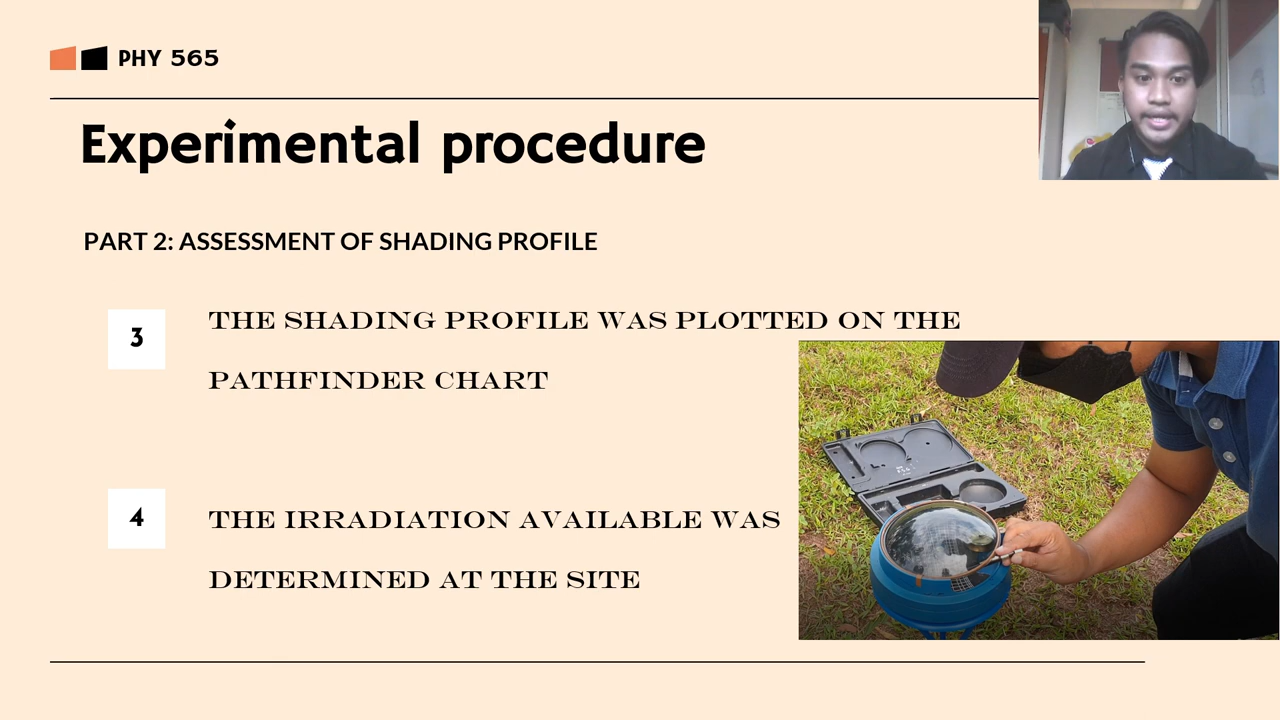 PHY 565
Experimental procedure
PART 2: ASSESSMENT OF SHADING PROFILE
3
THE SHADING PROFILE WAS PLOTTED ON THE
PATHFINDER CHART
4
THE IRRADIATION AVAILABLE WAS
DETERMINED AT THE SITE